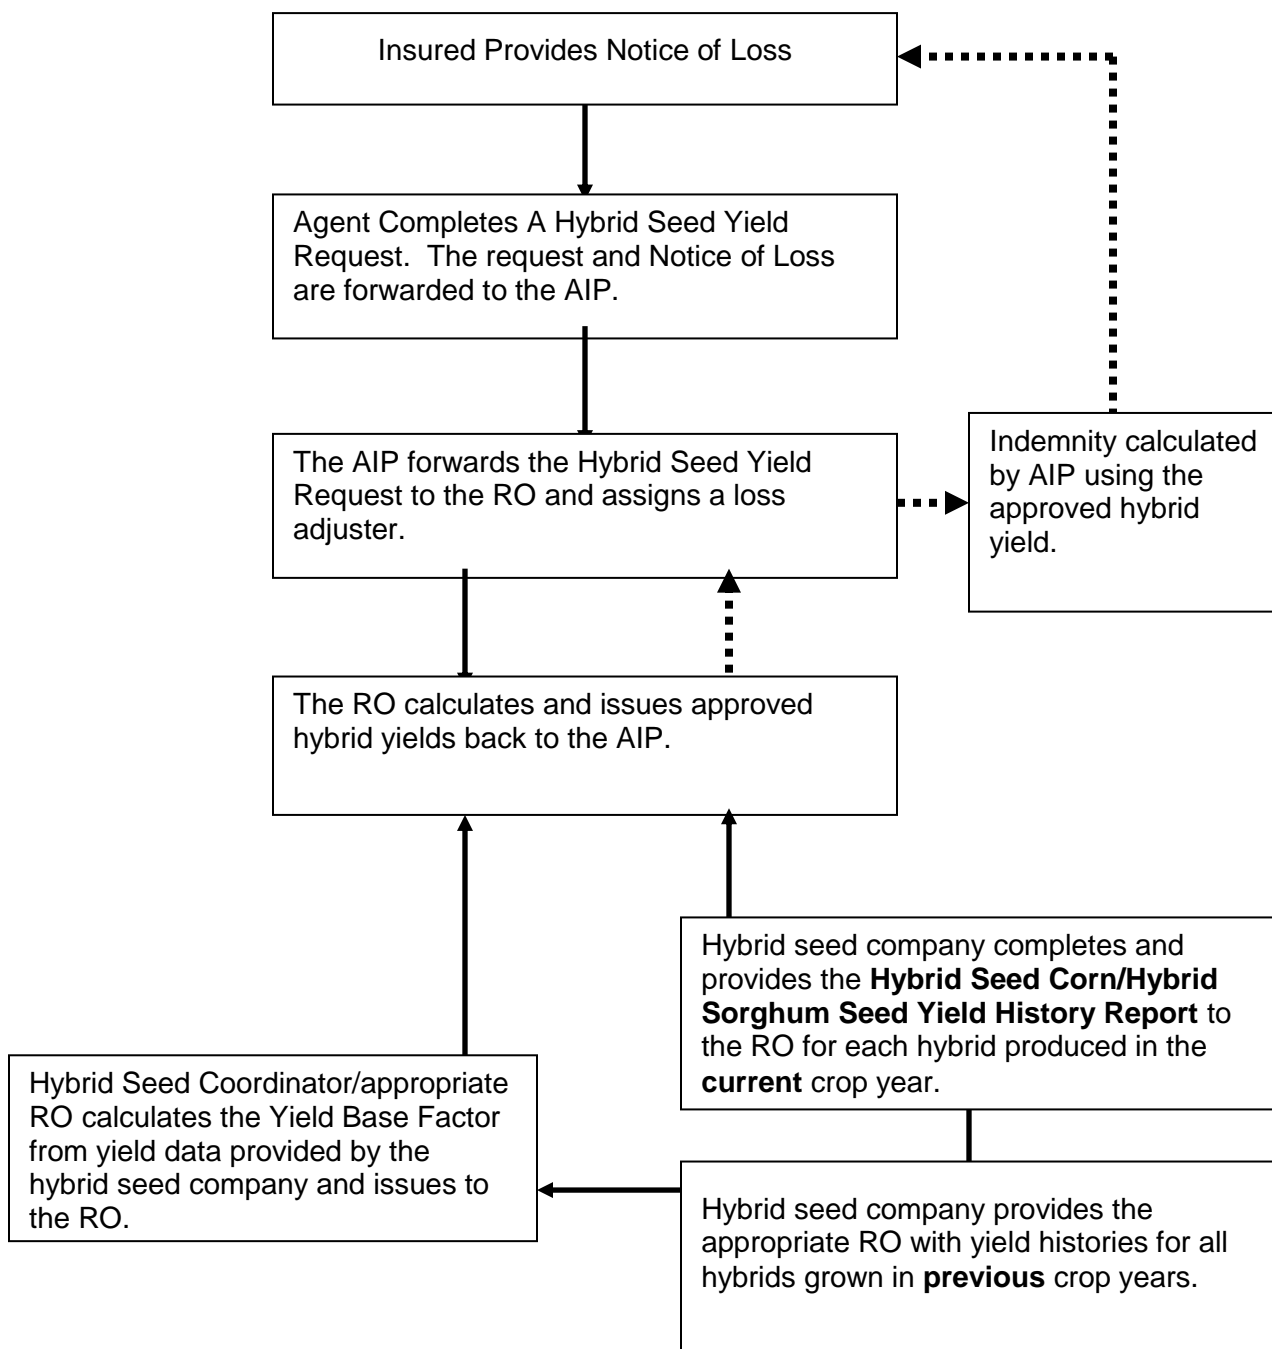 Insured Provides Notice of Loss
Agent Completes A Hybrid Seed Yield
Request.  The request and Notice of Loss
are forwarded to the AIP.
The AIP forwards the Hybrid Seed Yield
Request to the RO and assigns a loss
adjuster.
Indemnity calculated
by AIP using the
approved hybrid
yield.
The RO calculates and issues approved
hybrid yields back to the AIP.
Hybrid seed company completes and
provides the Hybrid Seed Corn/Hybrid
Sorghum Seed Yield History Report to
the RO for each hybrid produced in the
current crop year.
Hybrid Seed Coordinator/appropriate
RO calculates the Yield Base Factor
from yield data provided by the
hybrid seed company and issues to
the RO.
Hybrid seed company provides the
appropriate RO with yield histories for all
hybrids grown in previous crop years.